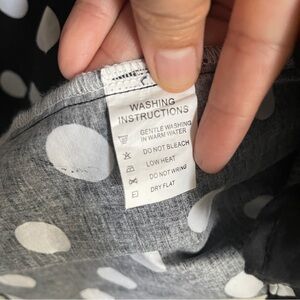 WASHING
INSTRUCTIONS
GENTLE WASHING
IN WARM WATER
DO NOT BLEACH
LOW HEAT
DO NOT WRING
DRY FLAT